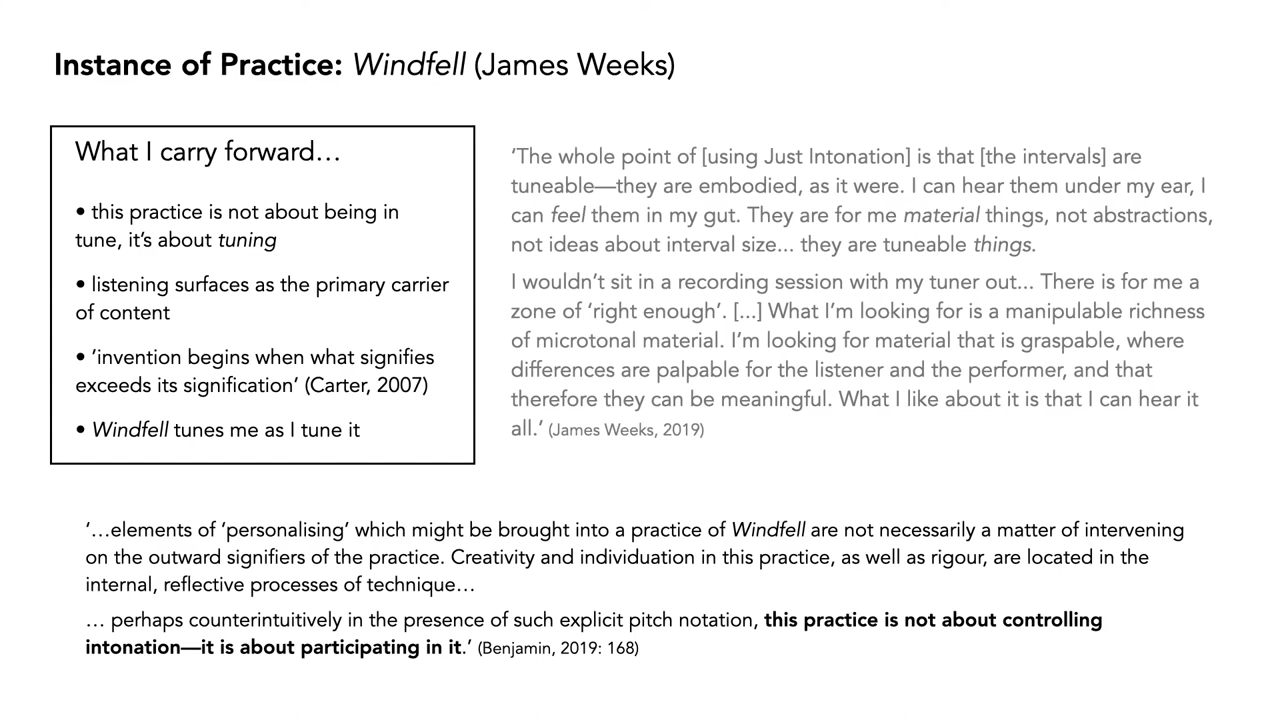 Instance of Practice: Windfell (James Weeks)
What I carry forward…
• this practice is not about being in
tune, it’s about tuning
• listening surfaces as the primary carrier
of content
• ’invention begins when what signifies
exceeds its signification’ (Carter, 2007)
• Windfell tunes me as I tune it
‘The whole point of [using Just Intonation] is that [the intervals] are
tuneable—they are embodied, as it were. I can hear them under my ear, I
can feel them in my gut. They are for me material things, not abstractions,
not ideas about interval size... they are tuneable things.
I wouldn’t sit in a recording session with my tuner out... There is for me a
zone of ‘right enough’. [...] What I’m looking for is a manipulable richness
of microtonal material. I’m looking for material that is graspable, where
differences are palpable for the listener and the performer, and that
therefore they can be meaningful. What I like about it is that I can hear it
all.’ (James Weeks, 2019)
‘…elements of ‘personalising’ which might be brought into a practice of Windfell are not necessarily a matter of intervening
on the outward signifiers of the practice. Creativity and individuation in this practice, as well as rigour, are located in the
internal, reflective processes of technique…
… perhaps counterintuitively in the presence of such explicit pitch notation, this practice is not about controlling
intonation—it is about participating in it.’ (Benjamin, 2019: 168)